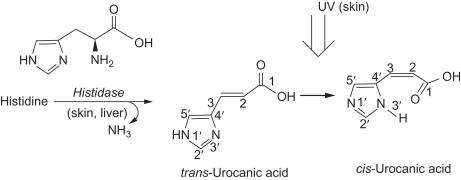 UV (skin)
O
OH
HN
N
NH2
Histidine
Histidase
(skin, liver)
NH3
O
1
OH
3
2
4'
5'
HN
1'
N
3'
2'
trans-Urocanic acid
3
2
OH
1
O
5'
4'
N
1'
N
3'
H
2'
cis-Urocanic acid